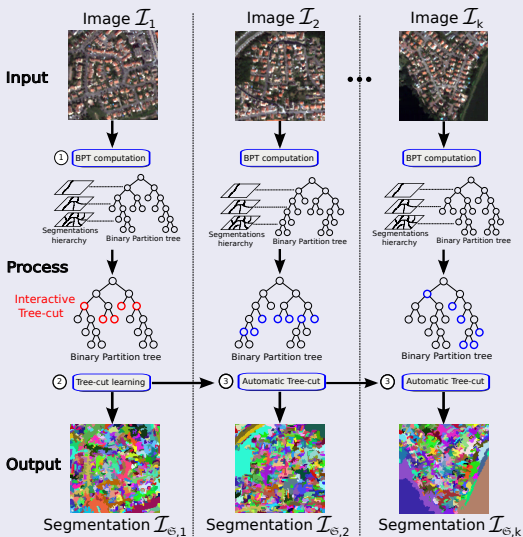 Image I1
Image I2
Image Ik
Input
1 BPT computation
BPT computation
BPT computation
Segmentations
hierarchy
Binary Partition tree
Segmentations
hierarchy
Binary Partition tree
Segmentations
hierarchy
Binary Partition tree
Process
Interactive
Tree-cut
Binary Partition tree
Binary Partition tree
Binary Partition tree
2 Tree-cut learning
3 Automatic Tree-cut
3 Automatic Tree-cut
Output
Segmentation I𝔖,1
Segmentation I𝔖,2
Segmentation I𝔖,k